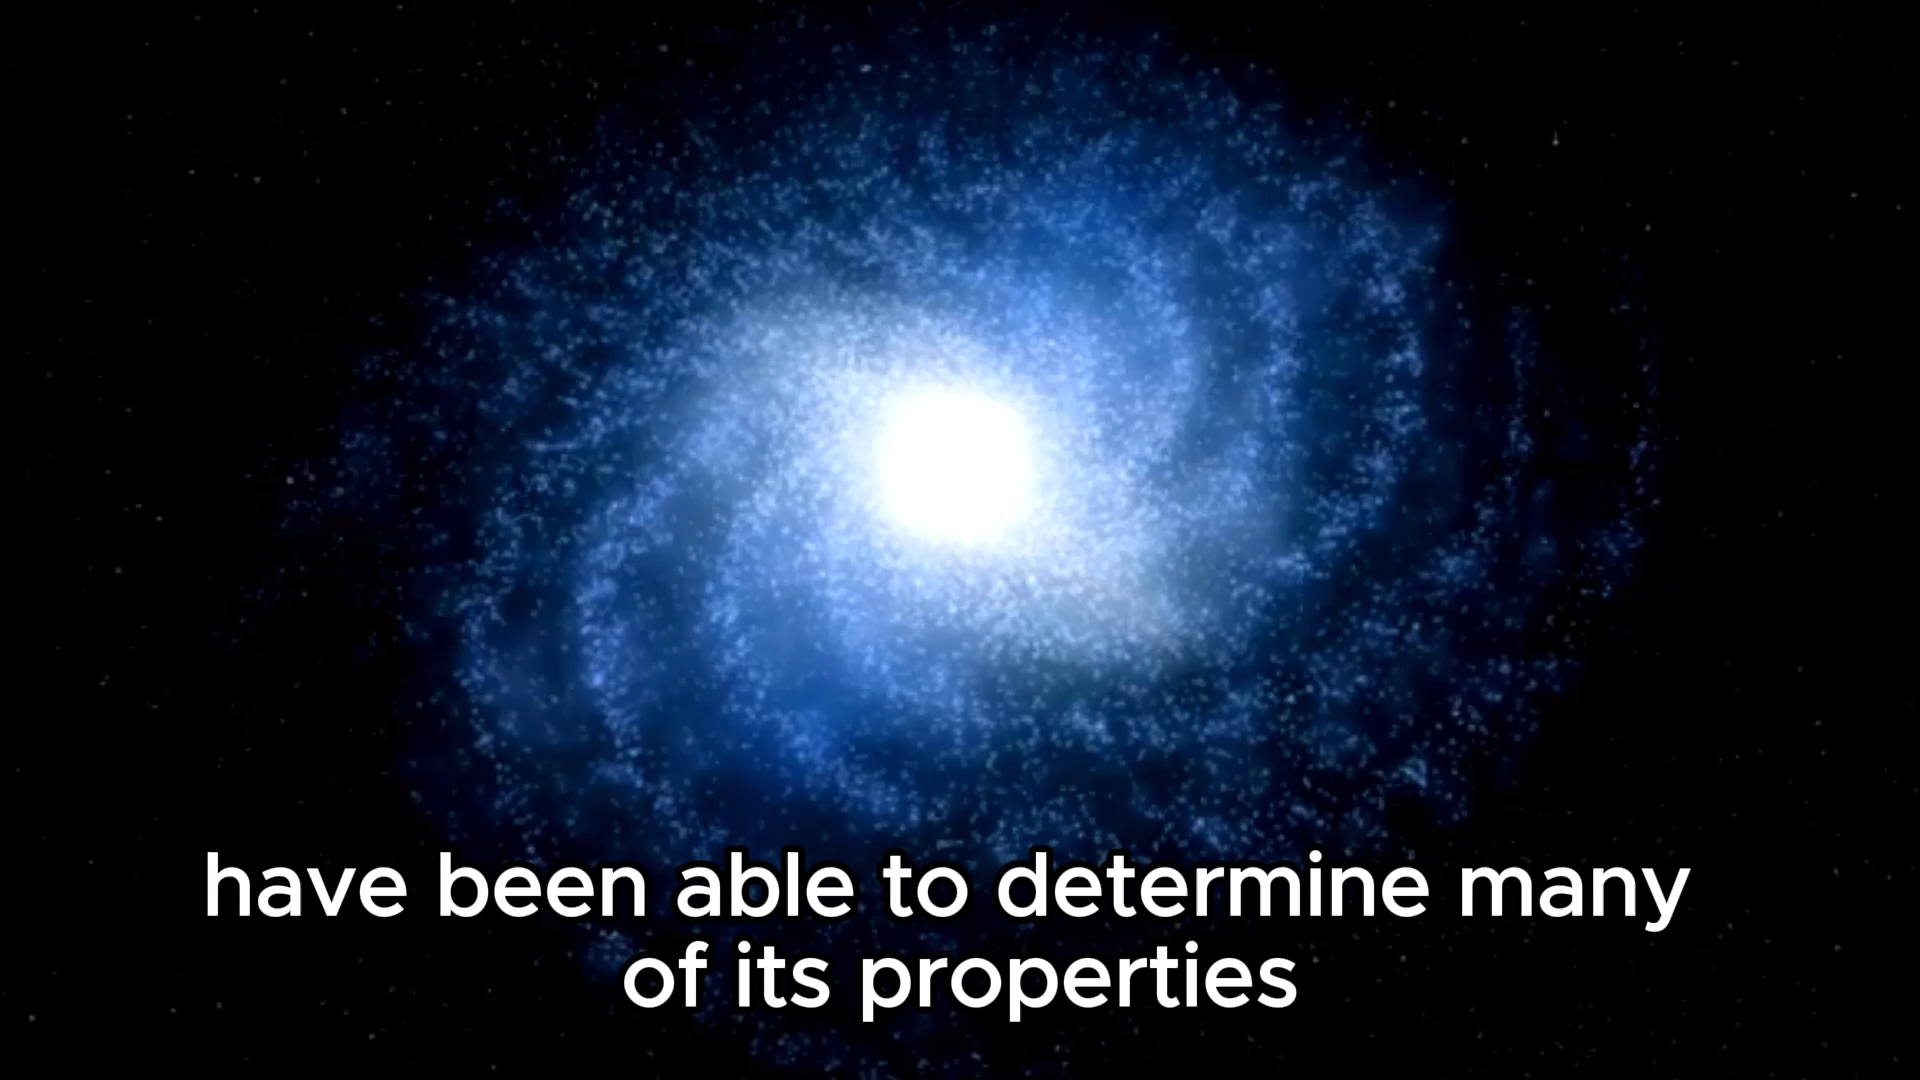 have been able to determine many
of its properties